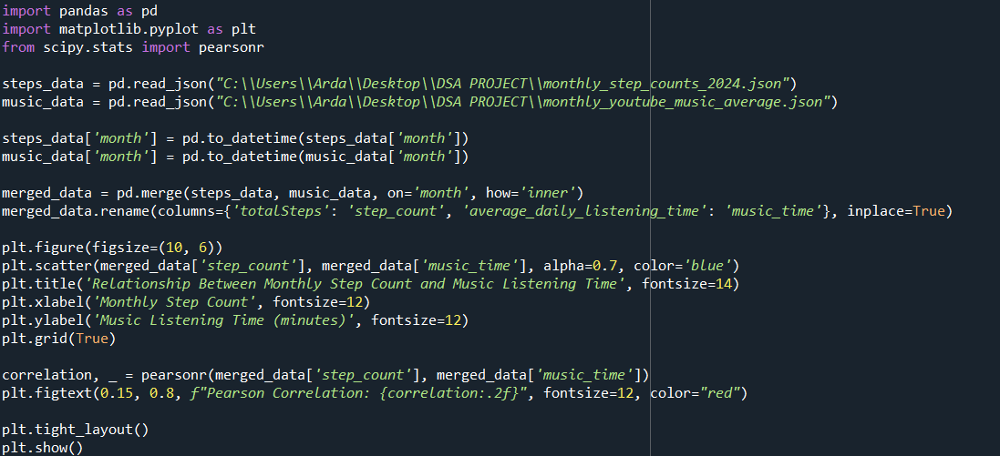 import pandas as pd
import matplotlib.pyplot as plt
from scipy.stats import pearsonr
steps_data = pd.read_json("C:\\Users\\Arda\\Desktop\\DSA PROJECT\\monthly_step_counts_2024.json")
music_data = pd.read_json("C:\\Users\\Arda\\Desktop\\DSA PROJECT\\monthly_youtube_music_average.json")
steps_data['month'] = pd.to_datetime(steps_data['month'])
music_data['month'] = pd.to_datetime(music_data['month'])
merged_data = pd.merge(steps_data, music_data, on='month', how='inner')
merged_data.rename(columns={'totalSteps': 'step_count', 'average_daily_listening_time': 'music_time'}, inplace=True)
plt.figure(figsize=(10, 6))
plt.scatter(merged_data['step_count'], merged_data['music_time'], alpha=0.7, color='blue')
plt.title('Relationship Between Monthly Step Count and Music Listening Time', fontsize=14)
plt.xlabel('Monthly Step Count', fontsize=12)
plt.ylabel('Music Listening Time (minutes)', fontsize=12)
plt.grid(True)
correlation, _ = pearsonr(merged_data['step_count'], merged_data['music_time'])
plt.figtext(0.15, 0.8, f"Pearson Correlation: {correlation:.2f}", fontsize=12, color="red")
plt.tight_layout()
plt.show()